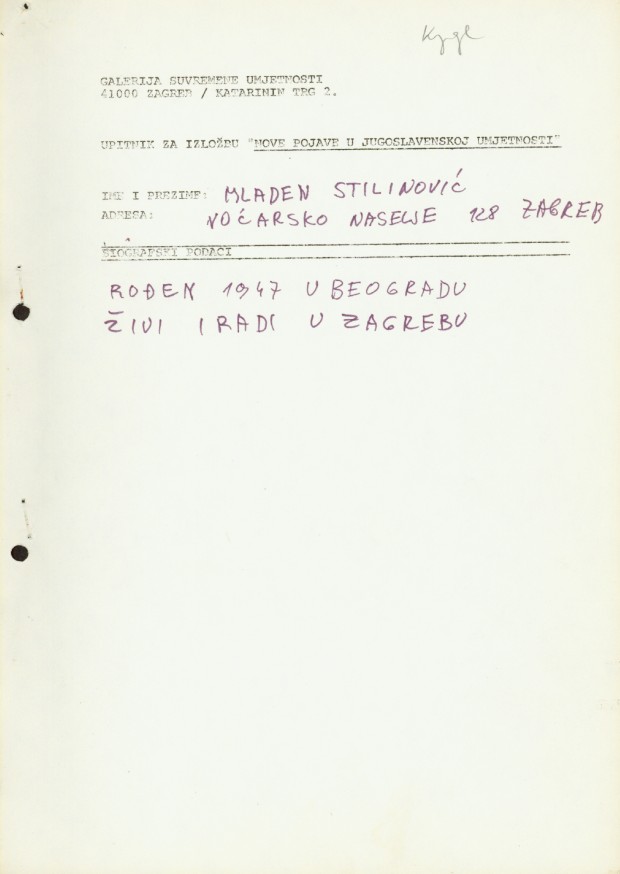 GALERIJA SUVREMENE UMJETNOSTI
41000 ZAGREB / KATARININ TRG 2.
UPITNIK ZA IZLOŽBU "NOVE POJAVE U JUGOSLAVENSKOJ UMJETNOSTI"
IME I PREZIME: MLADEN STILINOVIĆ
ADRESA: VOĆARSKO NASELJE 128 ZAGREB
BIOGRAFSKI PODACI
ROĐEN 1947 U BEOGRADU
ŽIVI I RADI U ZAGREBU